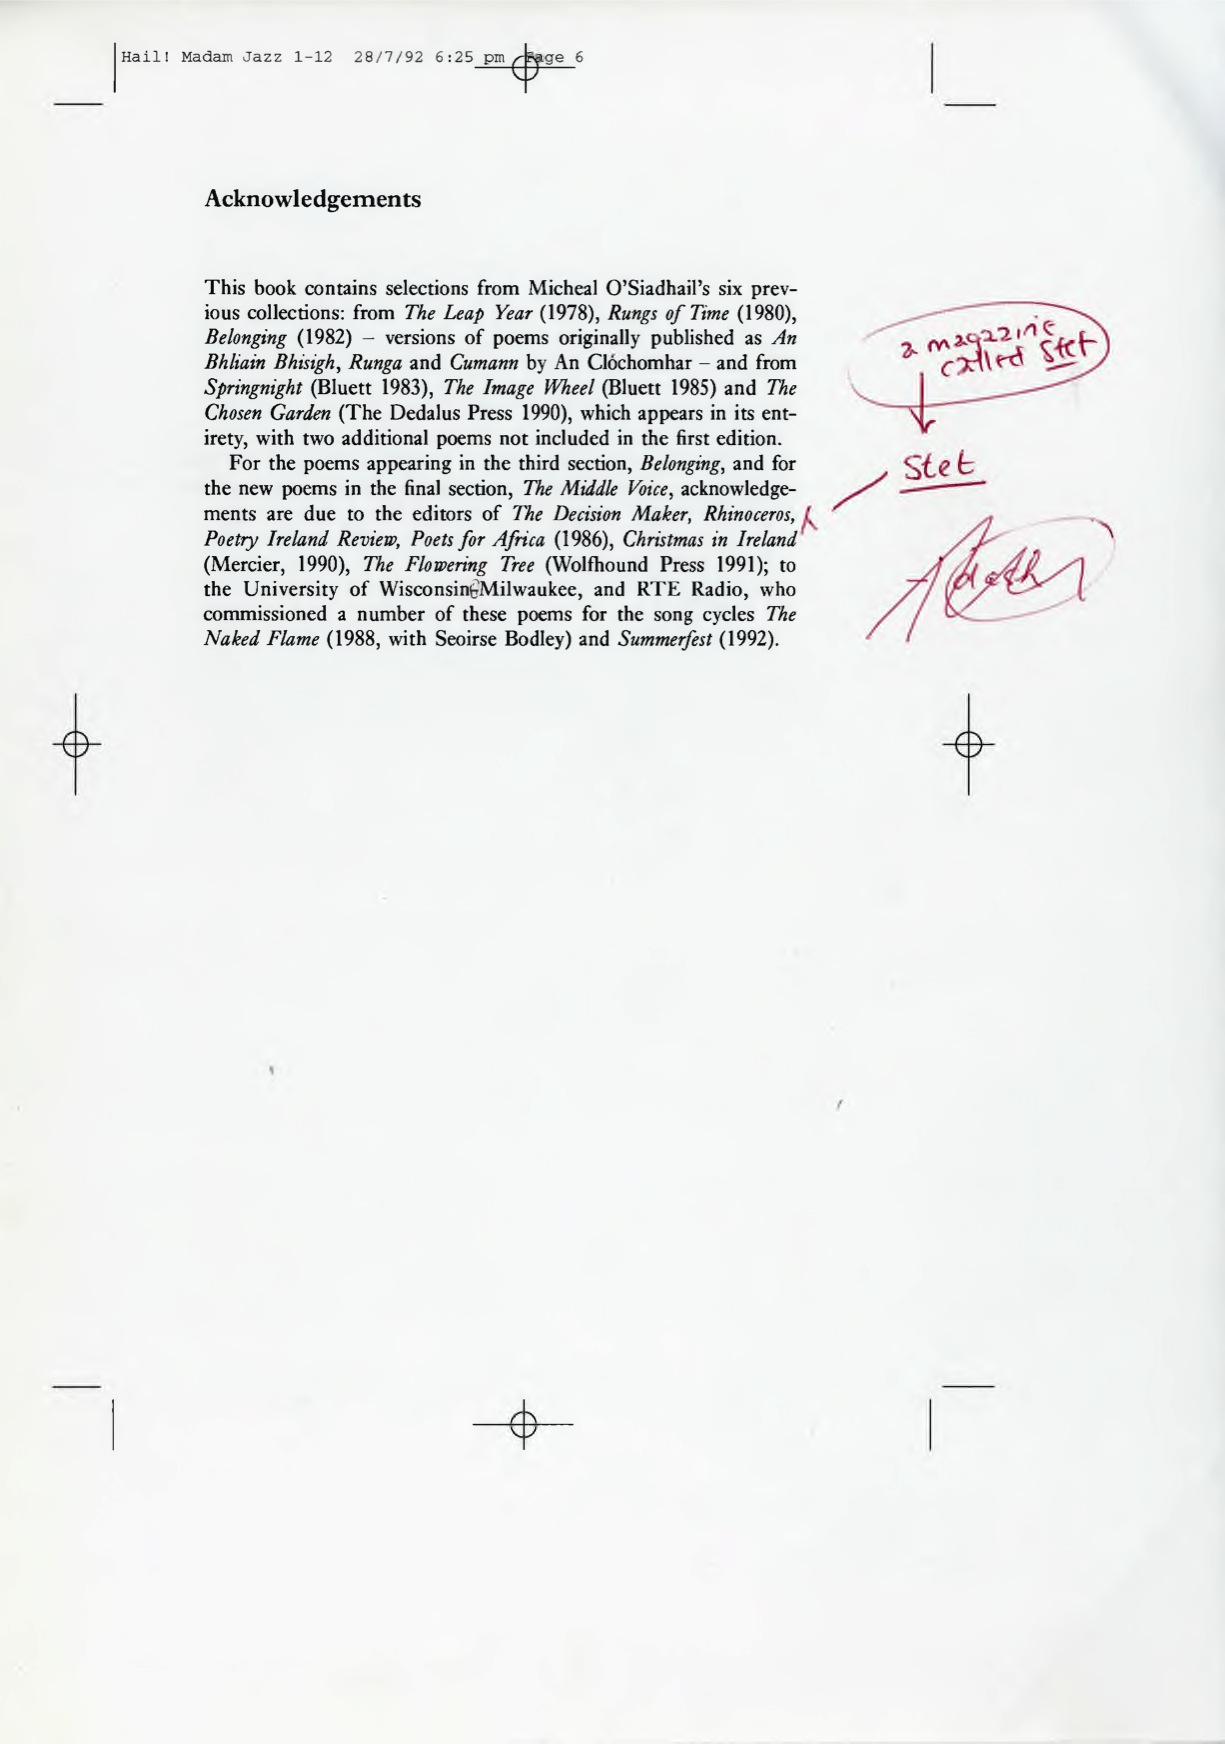 Hail! Madam Jazz 1-12 28/7/92 6:25 pm Page 6
Acknowledgements
This book contains selections from Micheal O'Siadhail's six prev-
ious collections: from The Leap Year (1978), Rungs of Time (1980),
Belonging (1982) – versions of poems originally published as An
Bhliain Bhisigh, Runga and Cumann by An Clóchomhar – and from
Springnight (Bluett 1983), The Image Wheel (Bluett 1985) and The
Chosen Garden (The Dedalus Press 1990), which appears in its ent-
irety, with two additional poems not included in the first edition.
For the poems appearing in the third section, Belonging, and for
the new poems in the final section, The Middle Voice, acknowledge-
ments are due to the editors of The Decision Maker, Rhinoceros,
Poetry Ireland Review, Poets for Africa (1986), Christmas in Ireland
(Mercier, 1990), The Flowering Tree (Wolfhound Press 1991); to
the University of Wisconsin-Milwaukee, and RTE Radio, who
commissioned a number of these poems for the song cycles The
Naked Flame (1988, with Seoirse Bodley) and Summerfest (1992).
a magazine
called Stet
Stet